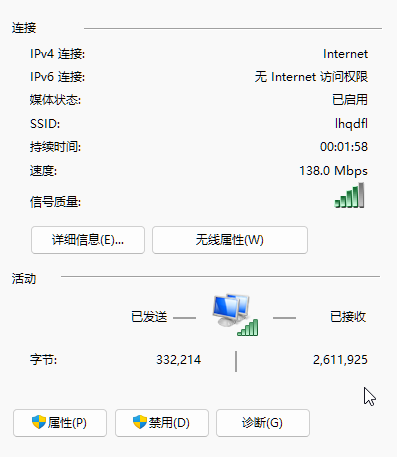 连接
IPv4 连接: Internet
IPv6 连接: 无 Internet 访问权限
媒体状态: 已启用
SSID: lhqdfl
持续时间: 00:01:58
速度: 138.0 Mbps
信号质量:
详细信息(E)... 无线属性(W)
活动
已发送 已接收
字节: 332,214 2,611,925
属性(P) 禁用(D) 诊断(G)